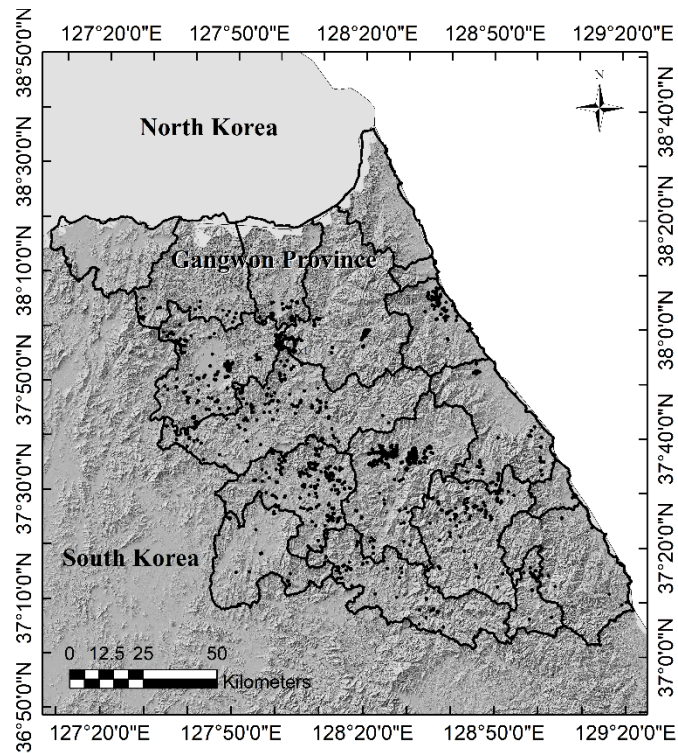 127°20'0"E 127°50'0"E 128°20'0"E 128°50'0"E 129°20'0"E
38°50'0"N
38°40'0"N
N
North Korea
38°30'0"N
38°20'0"N
Gangwon Province
38°10'0"N
38°0'0"N
37°50'0"N
37°40'0"N
37°30'0"N
37°20'0"N
South Korea
37°10'0"N
37°0'0"N
0 12.5 25 50
Kilometers
36°50'0"N
127°20'0"E 127°50'0"E 128°20'0"E 128°50'0"E 129°20'0"E